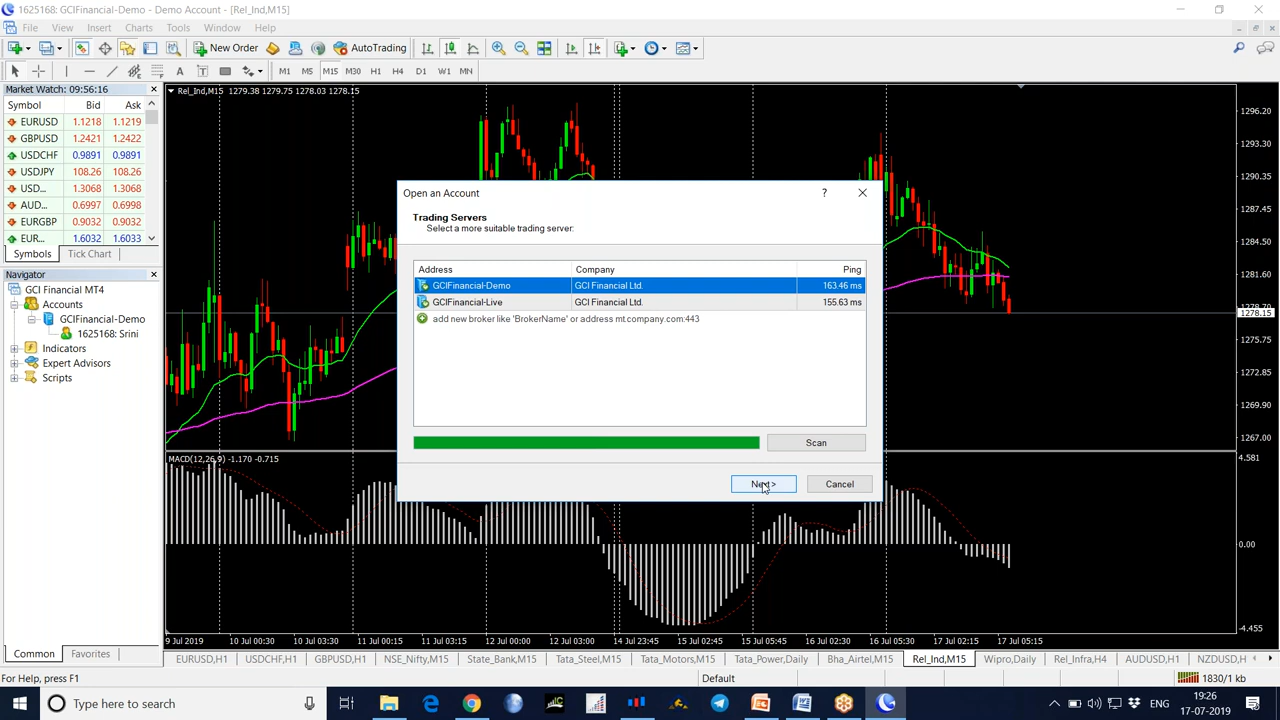 1625168: GCIFinancial-Demo - Demo Account - [Rel_Ind,M15]
File View Insert Charts Tools Window Help
New Order AutoTrading
A T M1 M5 M15 M30 H1 H4 D1 W1 MN
Market Watch: 09:56:16
Symbol Bid Ask
EURUSD 1.1218 1.1219
GBPUSD 1.2421 1.2422
USDCHF 0.9891 0.9891
USDJPY 108.26 108.26
USD... 1.3068 1.3068
AUD... 0.6997 0.6998
EURGBP 0.9032 0.9032
EUR... 1.6032 1.6033
Symbols Tick Chart
Navigator
GCI Financial MT4
Accounts
GCIFinancial-Demo
1625168: Srini
Indicators
Expert Advisors
Scripts
Common Favorites
Rel_Ind,M15 1279.38 1279.75 1278.03 1278.15
1296.20
1293.30
1290.35
1287.45
1284.50
1281.60
1278.15
1275.75
1272.85
1269.90
1267.00
Open an Account ?
Trading Servers
Select a more suitable trading server:
Address Company Ping
GCIFinancial-Demo GCI Financial Ltd. 163.46 ms
GCIFinancial-Live GCI Financial Ltd. 155.63 ms
add new broker like 'BrokerName' or address mt.company.com:443
Scan
Next > Cancel
MACD(12,26,9) -1.170 -0.715
4.581
0.00
-4.455
9 Jul 2019 10 Jul 00:30 10 Jul 03:30 11 Jul 00:15 11 Jul 03:15 12 Jul 00:00 12 Jul 03:00 14 Jul 23:45 15 Jul 02:45 15 Jul 05:45 16 Jul 02:30 16 Jul 05:30 17 Jul 02:15 17 Jul 05:15
EURUSD,H1 USDCHF,H1 GBPUSD,H1 NSE_Nifty,M15 State_Bank,M15 Tata_Steel,M15 Tata_Motors,M15 Tata_Power,Daily Bha_Airtel,M15 Rel_Ind,M15 Wipro,Daily Rel_Infra,H4 AUDUSD,H1 NZDUSD,H
For Help, press F1 Default 1830/1 kb
Type here to search
ENG
19:26
17-07-2019